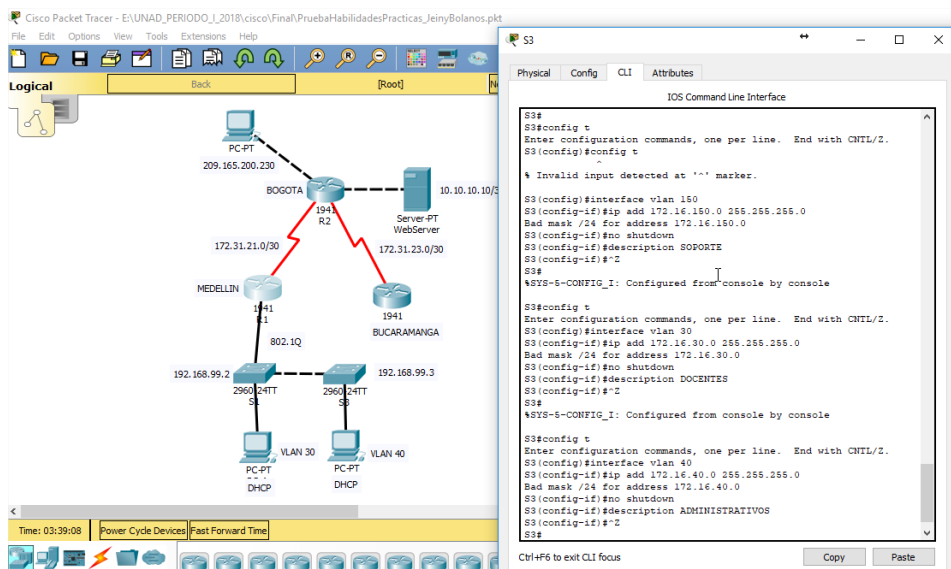 Cisco Packet Tracer - E:\UNAD_PERIODO_I_2018\cisco\Final\PruebaHabilidadesPracticas_JeinyBolanos.pkt
File Edit Options View Tools Extensions Help
Logical Back [Root]
PC-PT
209.165.200.230
BOGOTA
1941
R2
10.10.10.10/3
Server-PT
WebServer
172.31.21.0/30
172.31.23.0/30
MEDELLIN
1941
R1
1941
BUCARAMANGA
802.1Q
192.168.99.2
192.168.99.3
2960-24TT
S1
2960-24TT
S3
VLAN 30
VLAN 40
PC-PT
DHCP
PC-PT
DHCP
Time: 03:39:08 Power Cycle Devices Fast Forward Time
S3
Physical Config CLI Attributes
IOS Command Line Interface
S3#
S3#config t
Enter configuration commands, one per line. End with CNTL/Z.
S3(config)#config t
^
% Invalid input detected at '^' marker.
S3(config)#interface vlan 150
S3(config-if)#ip add 172.16.150.0 255.255.255.0
Bad mask /24 for address 172.16.150.0
S3(config-if)#no shutdown
S3(config-if)#description SOPORTE
S3(config-if)#^Z
S3#
%SYS-5-CONFIG_I: Configured from console by console
S3#config t
Enter configuration commands, one per line. End with CNTL/Z.
S3(config)#interface vlan 30
S3(config-if)#ip add 172.16.30.0 255.255.255.0
Bad mask /24 for address 172.16.30.0
S3(config-if)#no shutdown
S3(config-if)#description DOCENTES
S3(config-if)#^Z
S3#
%SYS-5-CONFIG_I: Configured from console by console
S3#config t
Enter configuration commands, one per line. End with CNTL/Z.
S3(config)#interface vlan 40
S3(config-if)#ip add 172.16.40.0 255.255.255.0
Bad mask /24 for address 172.16.40.0
S3(config-if)#no shutdown
S3(config-if)#description ADMINISTRATIVOS
S3(config-if)#^Z
S3#
Ctrl+F6 to exit CLI focus Copy Paste